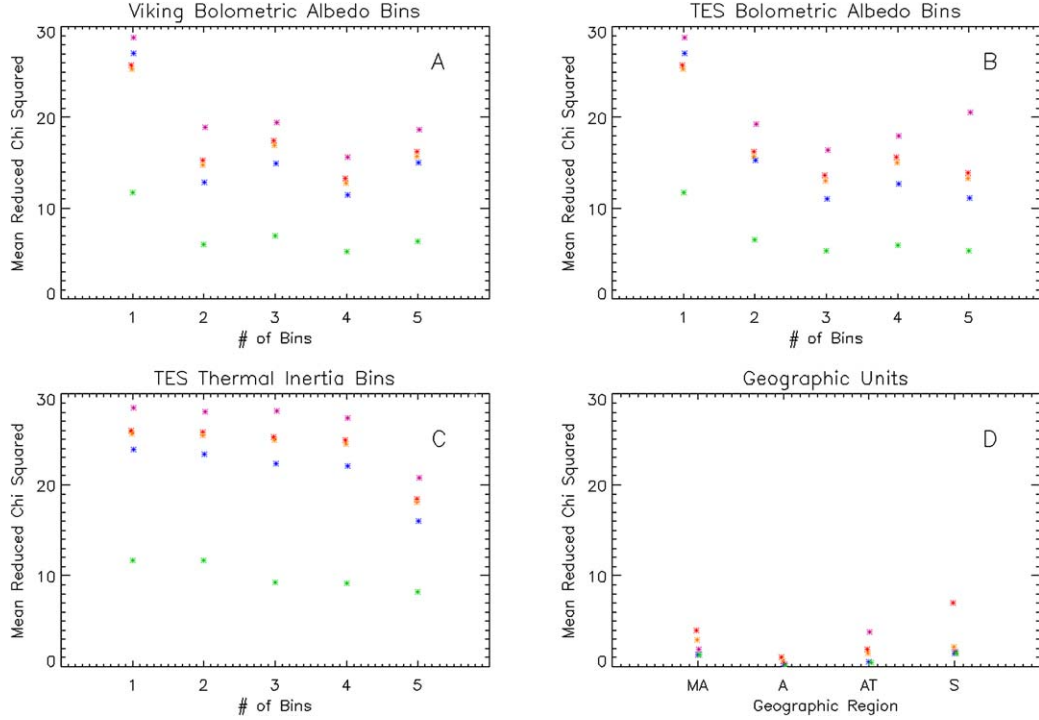 Viking Bolometric Albedo Bins
30
20
10
0
Mean Reduced Chi Squared
A
1 2 3 4 5
# of Bins
TES Bolometric Albedo Bins
30
20
10
0
Mean Reduced Chi Squared
B
1 2 3 4 5
# of Bins
TES Thermal Inertia Bins
30
20
10
0
Mean Reduced Chi Squared
C
1 2 3 4 5
# of Bins
Geographic Units
30
20
10
0
Mean Reduced Chi Squared
D
MA A AT S
Geographic Region